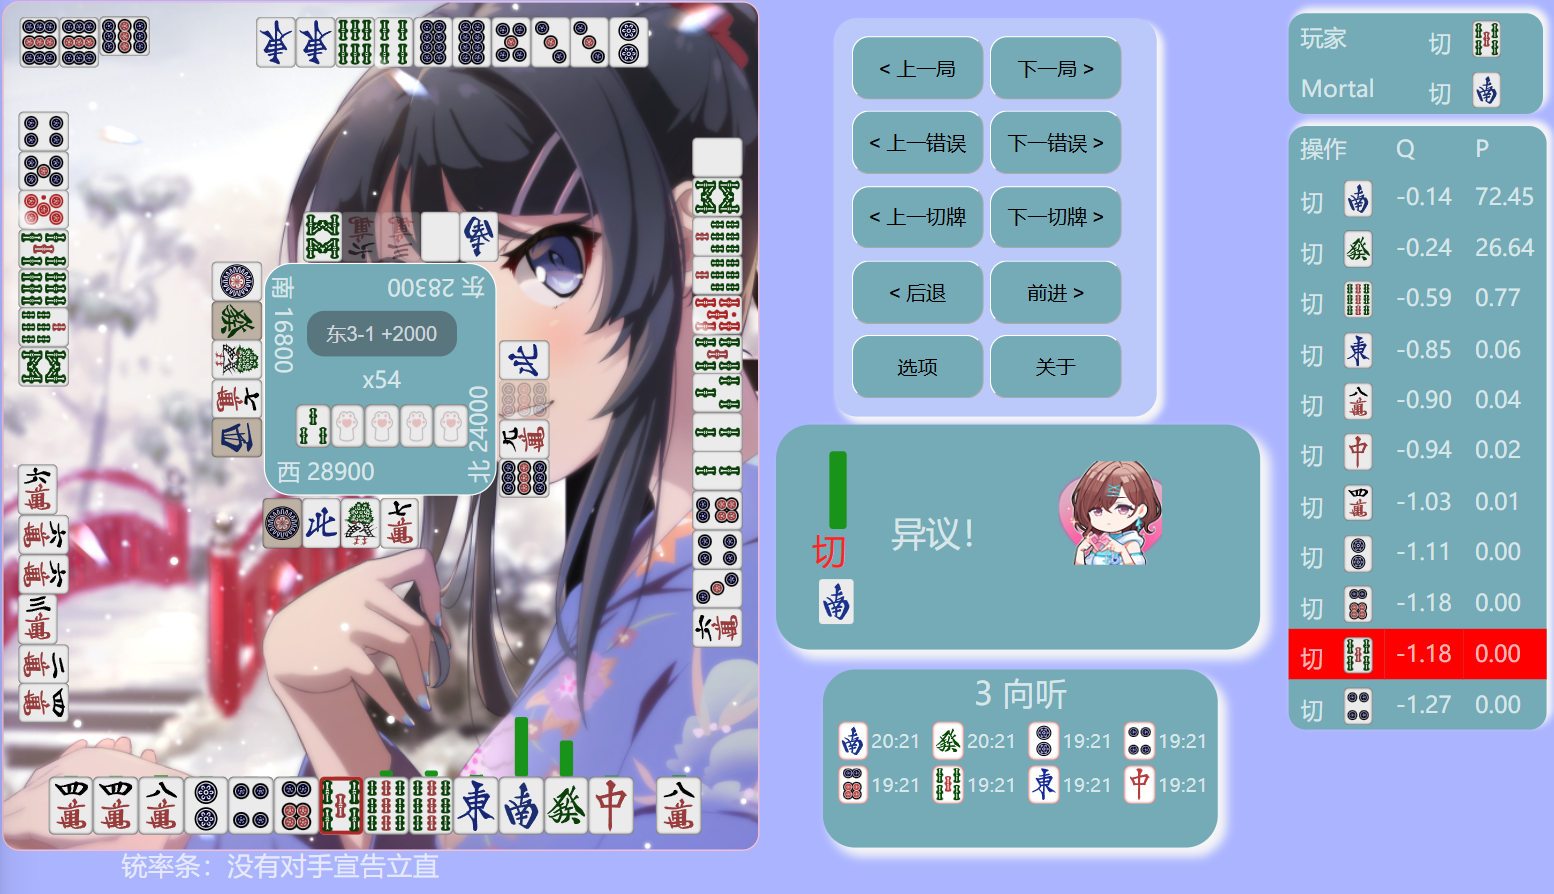 < 上一局
下一局 >
< 上一错误
下一错误 >
< 上一切牌
下一切牌 >
< 后退
前进 >
选项
关于
东 28300
南 16800
东3-1 +2000
x54
北 24000
西 28900
铳率条：没有对手宣告立直
切
异议！
3 向听
20:21
20:21
19:21
19:21
19:21
19:21
19:21
19:21
玩家 切
Mortal 切
操作 Q P
切 -0.14 72.45
切 -0.24 26.64
切 -0.59 0.77
切 -0.85 0.06
切 -0.90 0.04
切 -0.94 0.02
切 -1.03 0.01
切 -1.11 0.00
切 -1.18 0.00
切 -1.18 0.00
切 -1.27 0.00